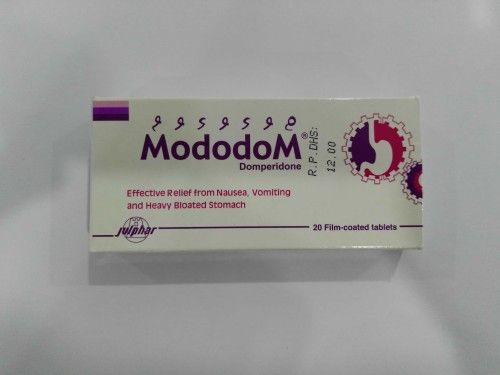 MododoM®
Domperidone
R.P.DHS:
12.00
Effective Relief from Nausea, Vomiting
and Heavy Bloated Stomach
julphar
20 Film-coated tablets